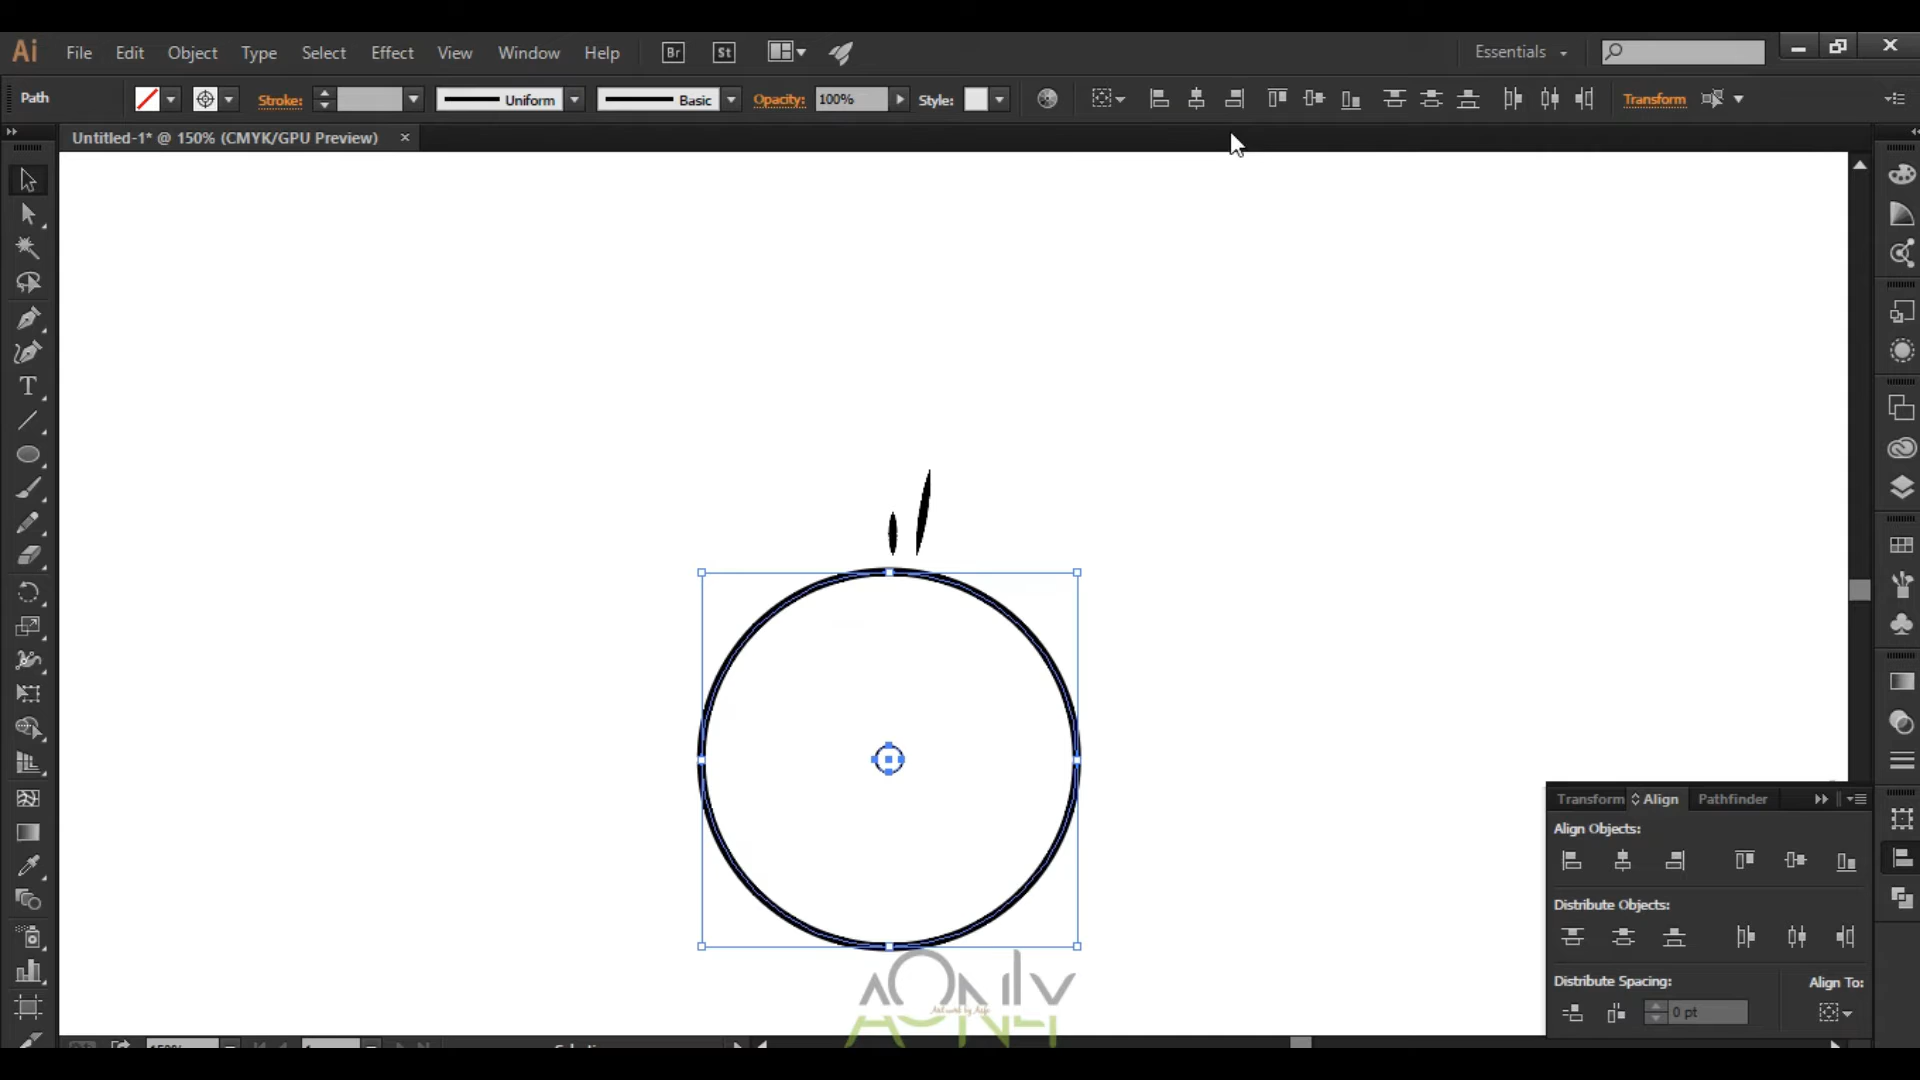 Ai File Edit Object Type Select Effect View Window Help Br St Essentials
Path Stroke: Uniform Basic Opacity: 100% Style: Transform
Untitled-1* @ 150% (CMYK/GPU Preview) ×
T
Transform Align Pathfinder
Align Objects:
Distribute Objects:
Distribute Spacing: Align To:
0 pt
AONLY